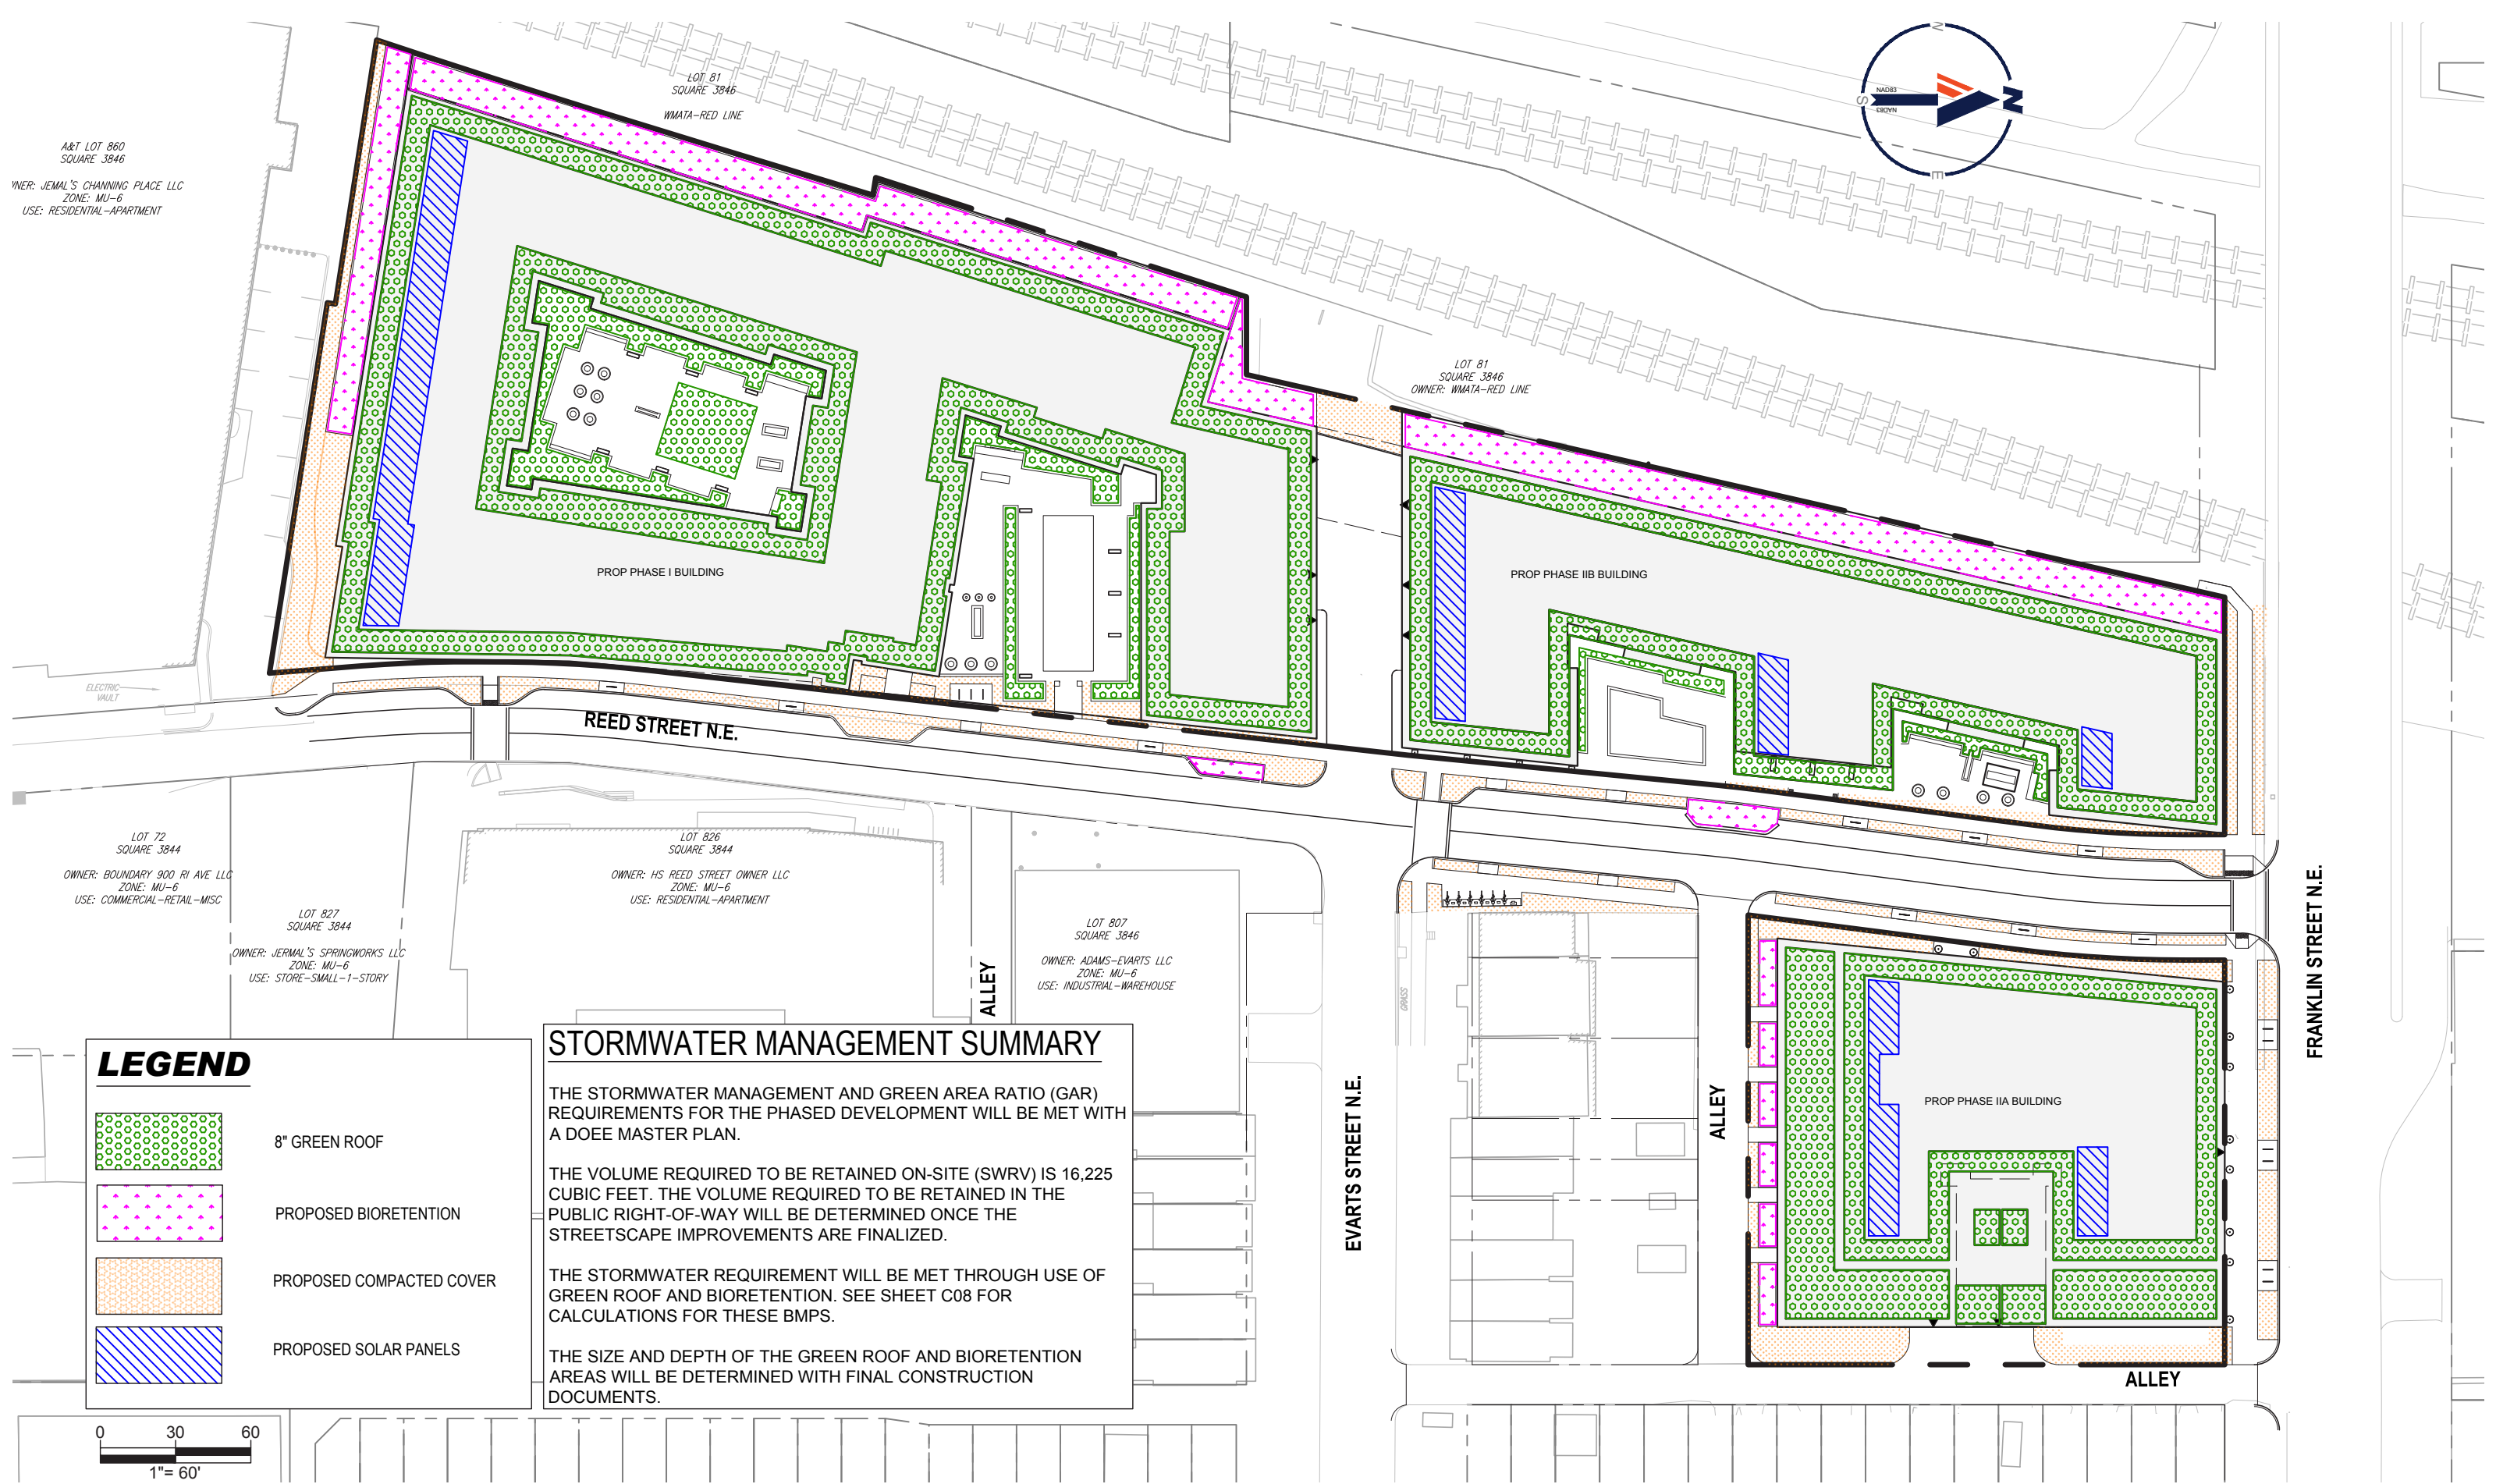 LOT 81
SQUARE 3846
WMATA-RED LINE
A&T LOT 860
SQUARE 3846
NER: JEMAL'S CHANNING PLACE LLC
ZONE: MU-6
USE: RESIDENTIAL-APARTMENT
W
N
S
E
NAD83
NAD83
LOT 81
SQUARE 3846
OWNER: WMATA-RED LINE
PROP PHASE I BUILDING
PROP PHASE IIB BUILDING
ELECTRIC
VAULT
REED STREET N.E.
LOT 72
SQUARE 3844
OWNER: BOUNDARY 900 RI AVE LLC
ZONE: MU-6
USE: COMMERCIAL-RETAIL-MISC
LOT 827
SQUARE 3844
OWNER: JERMAL'S SPRINGWORKS LLC
ZONE: MU-6
USE: STORE-SMALL-1-STORY
LOT 826
SQUARE 3844
OWNER: HS REED STREET OWNER LLC
ZONE: MU-6
USE: RESIDENTIAL-APARTMENT
LOT 807
SQUARE 3846
OWNER: ADAMS-EVARTS LLC
ZONE: MU-6
USE: INDUSTRIAL-WAREHOUSE
ALLEY
GRASS
EVARTS STREET N.E.
ALLEY
PROP PHASE IIA BUILDING
FRANKLIN STREET N.E.
ALLEY
LEGEND
8" GREEN ROOF
PROPOSED BIORETENTION
PROPOSED COMPACTED COVER
PROPOSED SOLAR PANELS
STORMWATER MANAGEMENT SUMMARY
THE STORMWATER MANAGEMENT AND GREEN AREA RATIO (GAR)
REQUIREMENTS FOR THE PHASED DEVELOPMENT WILL BE MET WITH
A DOEE MASTER PLAN.
THE VOLUME REQUIRED TO BE RETAINED ON-SITE (SWRV) IS 16,225
CUBIC FEET. THE VOLUME REQUIRED TO BE RETAINED IN THE
PUBLIC RIGHT-OF-WAY WILL BE DETERMINED ONCE THE
STREETSCAPE IMPROVEMENTS ARE FINALIZED.
THE STORMWATER REQUIREMENT WILL BE MET THROUGH USE OF
GREEN ROOF AND BIORETENTION. SEE SHEET C08 FOR
CALCULATIONS FOR THESE BMPS.
THE SIZE AND DEPTH OF THE GREEN ROOF AND BIORETENTION
AREAS WILL BE DETERMINED WITH FINAL CONSTRUCTION
DOCUMENTS.
0 30 60
1"= 60'